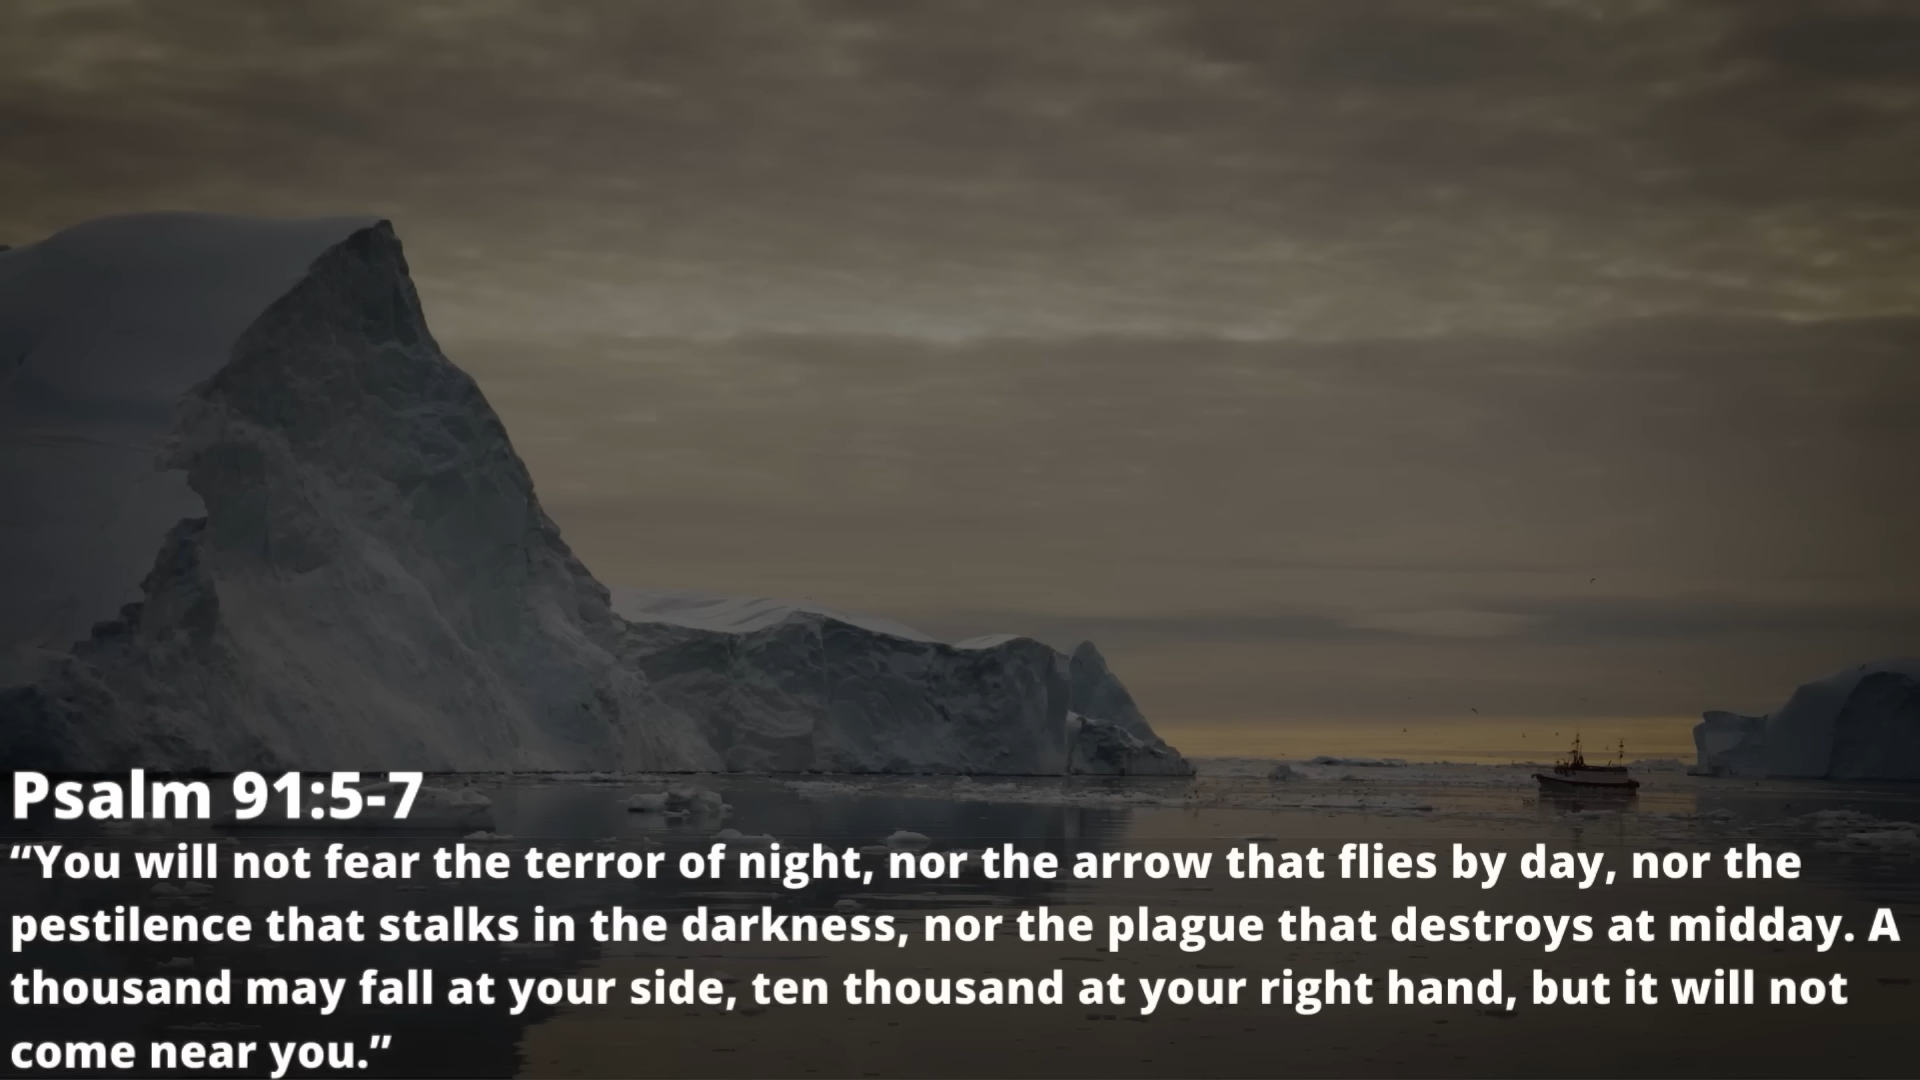 Psalm 91:5-7
“You will not fear the terror of night, nor the arrow that flies by day, nor the
pestilence that stalks in the darkness, nor the plague that destroys at midday. A
thousand may fall at your side, ten thousand at your right hand, but it will not
come near you.”